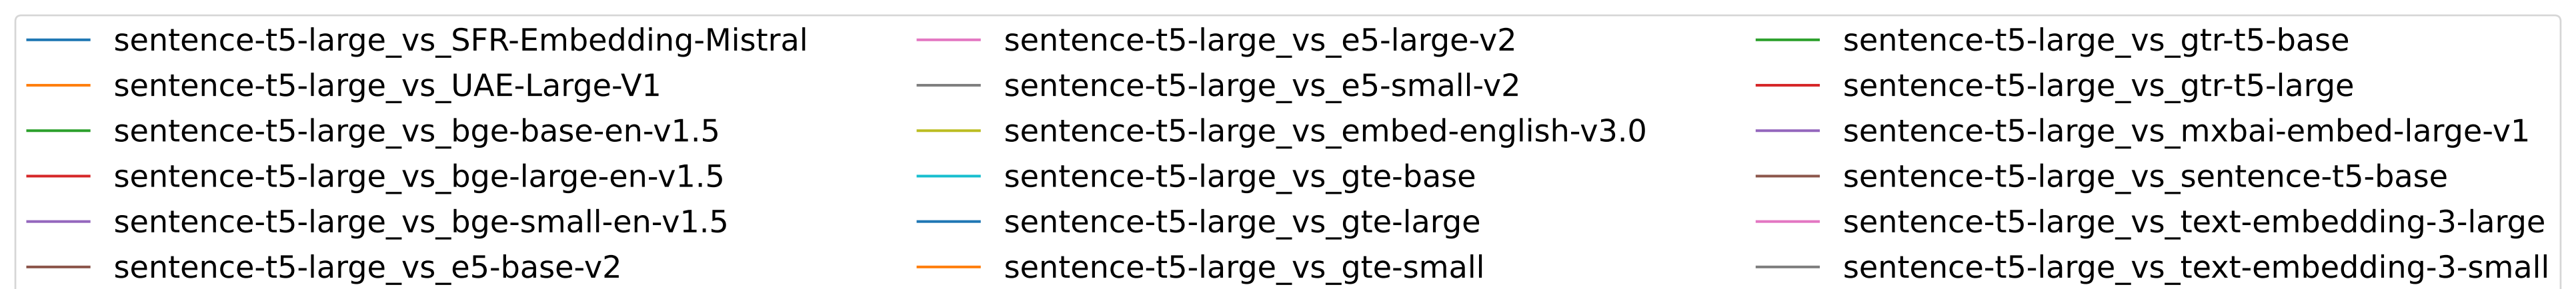 sentence-t5-large_vs_SFR-Embedding-Mistral
sentence-t5-large_vs_UAE-Large-V1
sentence-t5-large_vs_bge-base-en-v1.5
sentence-t5-large_vs_bge-large-en-v1.5
sentence-t5-large_vs_bge-small-en-v1.5
sentence-t5-large_vs_e5-base-v2
sentence-t5-large_vs_e5-large-v2
sentence-t5-large_vs_e5-small-v2
sentence-t5-large_vs_embed-english-v3.0
sentence-t5-large_vs_gte-base
sentence-t5-large_vs_gte-large
sentence-t5-large_vs_gte-small
sentence-t5-large_vs_gtr-t5-base
sentence-t5-large_vs_gtr-t5-large
sentence-t5-large_vs_mxbai-embed-large-v1
sentence-t5-large_vs_sentence-t5-base
sentence-t5-large_vs_text-embedding-3-large
sentence-t5-large_vs_text-embedding-3-small